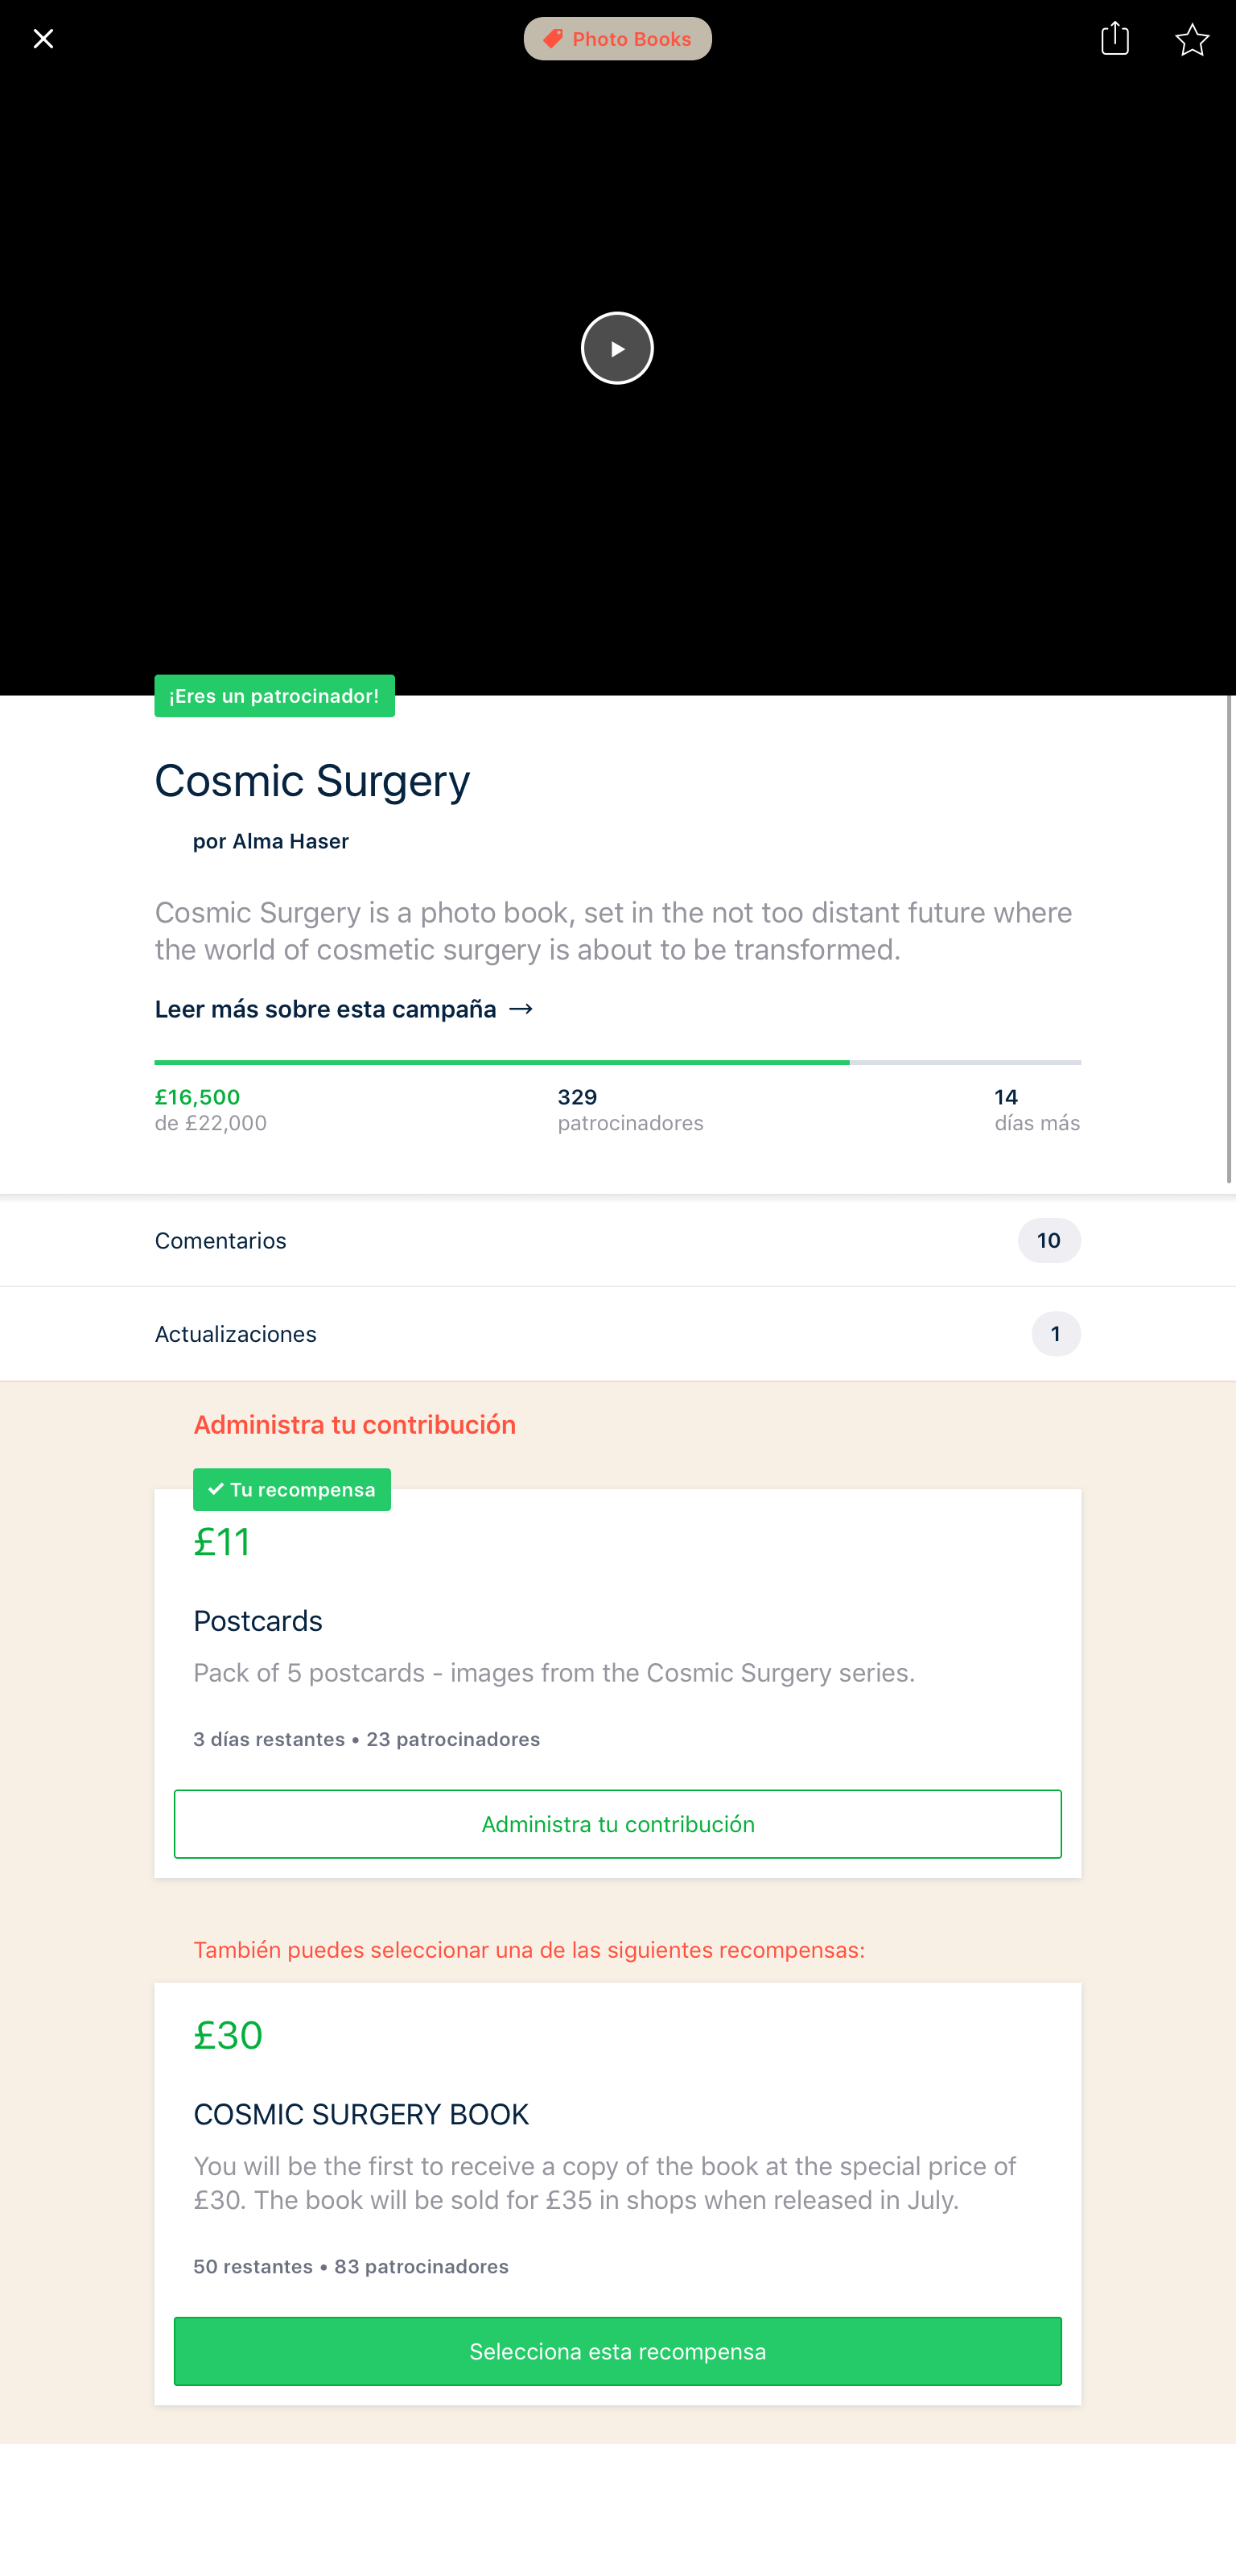 Photo Books
¡Eres un patrocinador!
Cosmic Surgery
por Alma Haser
Cosmic Surgery is a photo book, set in the not too distant future where
the world of cosmetic surgery is about to be transformed.
Leer más sobre esta campaña →
£16,500
de £22,000
329
patrocinadores
14
días más
Comentarios
10
Actualizaciones
1
Administra tu contribución
Tu recompensa
£11
Postcards
Pack of 5 postcards - images from the Cosmic Surgery series.
3 días restantes • 23 patrocinadores
Administra tu contribución
También puedes seleccionar una de las siguientes recompensas:
£30
COSMIC SURGERY BOOK
You will be the first to receive a copy of the book at the special price of
£30. The book will be sold for £35 in shops when released in July.
50 restantes • 83 patrocinadores
Selecciona esta recompensa